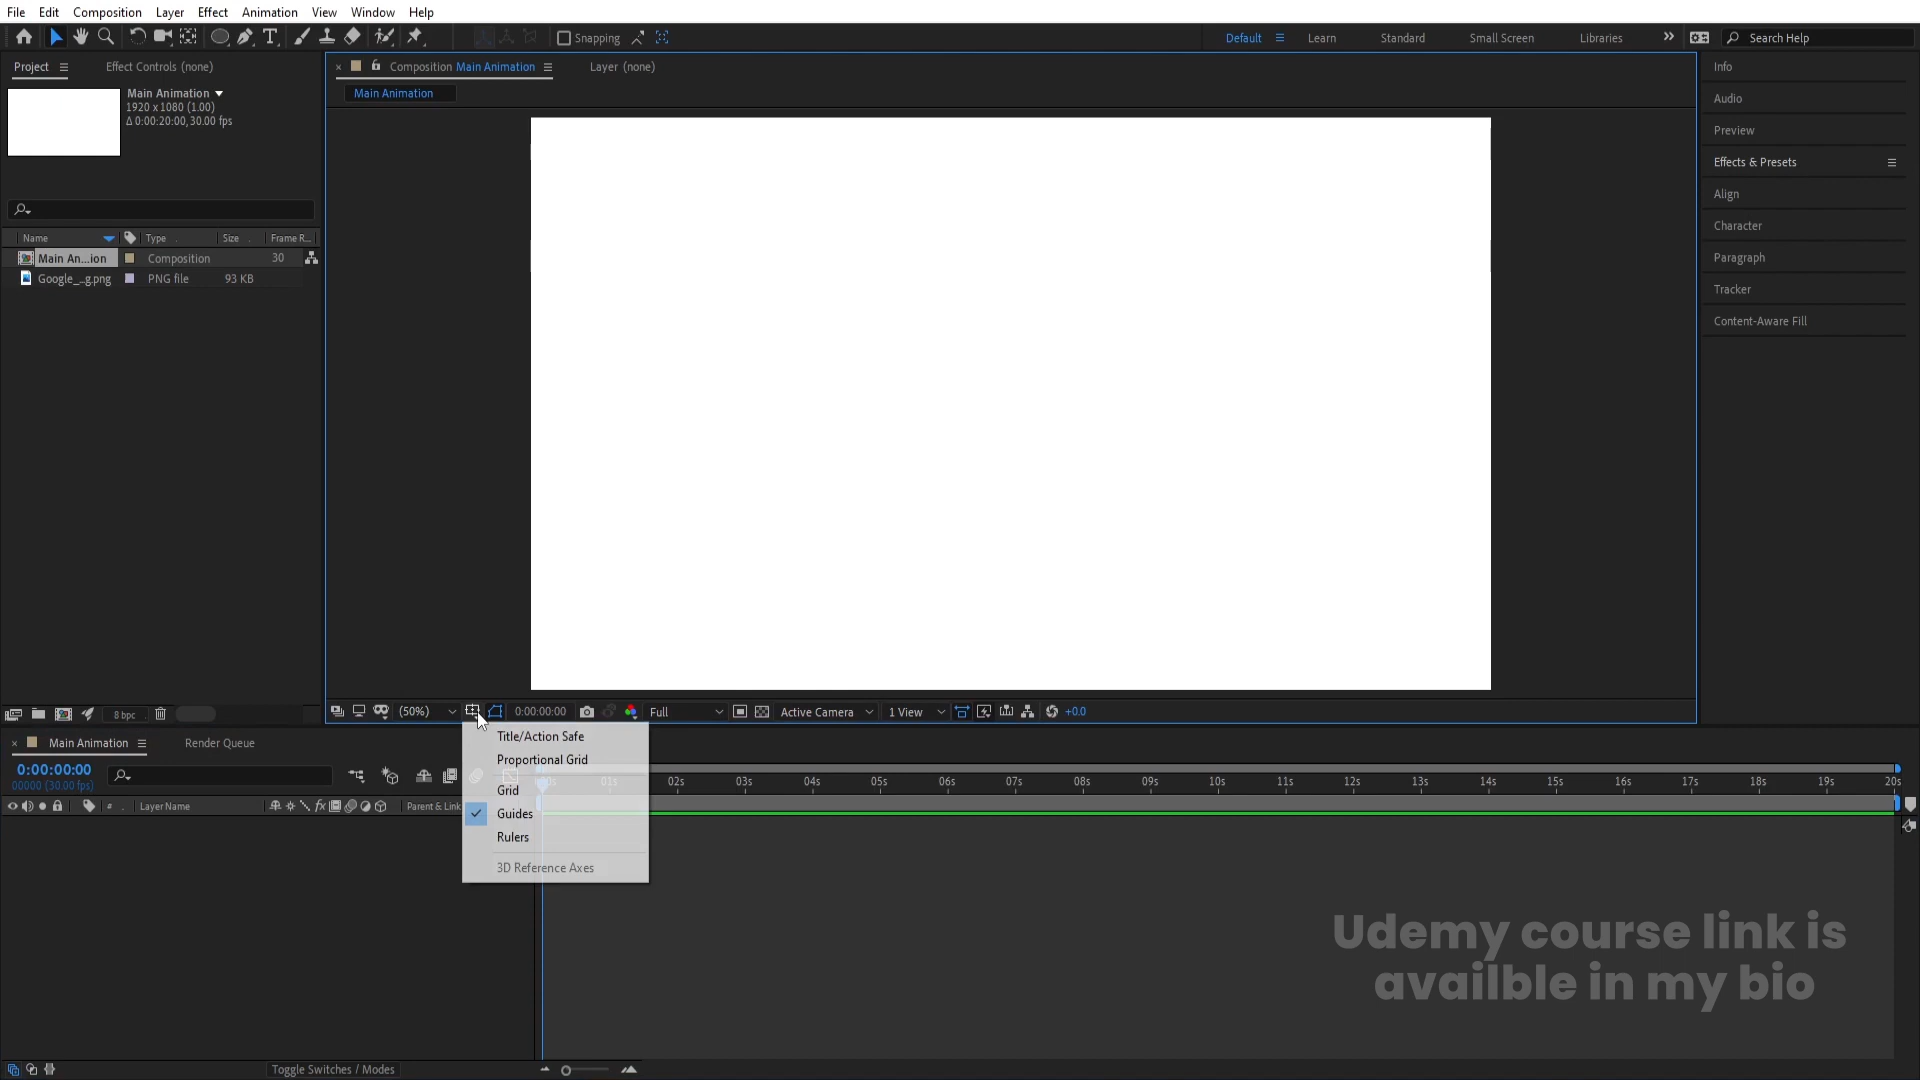 File Edit Composition Layer Effect Animation View Window Help
Snapping
Default Learn Standard Small Screen Libraries
Search Help
Project Effect Controls (none)
Main Animation
1920 x 1080 (1.00)
Δ 0:00:20:00, 30.00 fps
Name Type Size Frame R...
Main An...ion Composition 30
Google_...g.png PNG file 93 KB
8 bpc
Composition Main Animation Layer (none)
Main Animation
(50%) 0:00:00:00 Full Active Camera 1 View +0.0
Info
Audio
Preview
Effects & Presets
Align
Character
Paragraph
Tracker
Content-Aware Fill
Title/Action Safe
Proportional Grid
Grid
Guides
Rulers
3D Reference Axes
Main Animation Render Queue
0:00:00:00
00000 (30.00 fps)
# Layer Name Parent & Link
01s 02s 03s 04s 05s 06s 07s 08s 09s 10s 11s 12s 13s 14s 15s 16s 17s 18s 19s 20s
Toggle Switches / Modes
Udemy course link is
availble in my bio